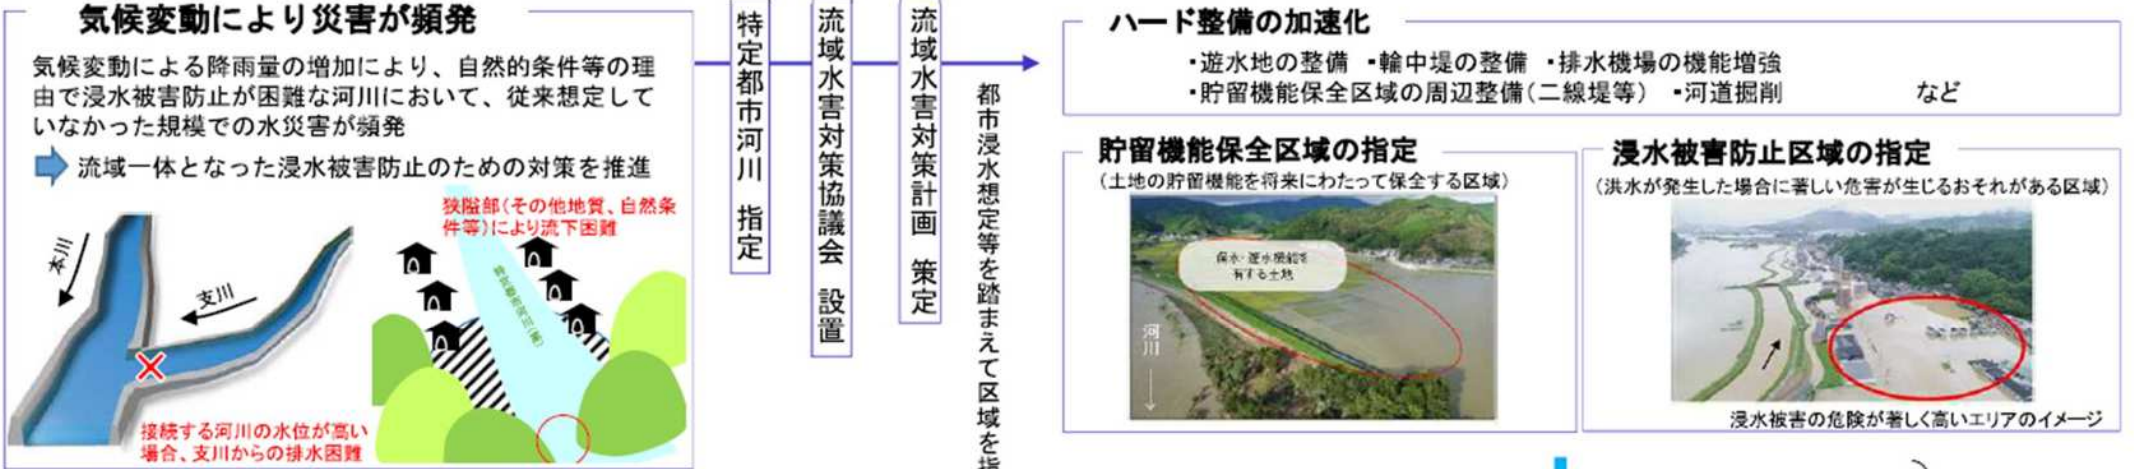 気候変動により災害が頻発
気候変動による降雨量の増加により、自然的条件等の理
由で浸水被害防止が困難な河川において、従来想定して
いなかった規模での水災害が頻発
流域一体となった浸水被害防止のための対策を推進
本川
支川
接続する河川の水位が高い
場合、支川からの排水困難
狭隘部(その他地質、自然条
件等)により流下困難
特定都市河川 指定
流域水害対策協議会 設置
流域水害対策計画 策定
都市浸水想定等を踏まえて区域を指
ハード整備の加速化
・遊水地の整備 ・輪中堤の整備 ・排水機場の機能増強
・貯留機能保全区域の周辺整備(二線堤等) ・河道掘削 など
貯留機能保全区域の指定
(土地の貯留機能を将来にわたって保全する区域)
保水・遊水機能を
有する土地
河川
浸水被害防止区域の指定
(洪水が発生した場合に著しい危害が生じるおそれがある区域)
浸水被害の危険が著しく高いエリアのイメージ